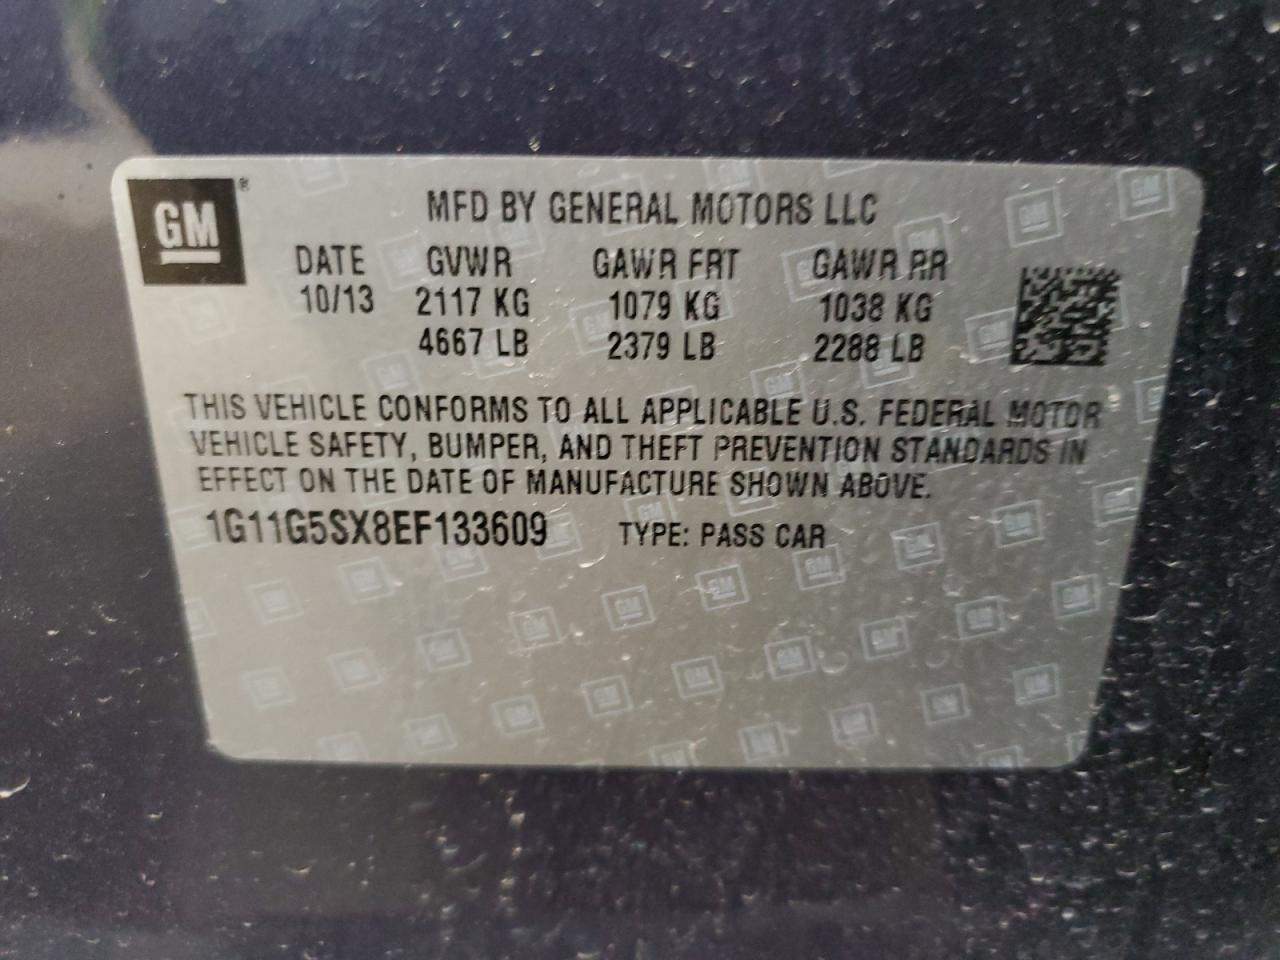 GM®
MFD BY GENERAL MOTORS LLC
DATE GVWR GAWR FRT GAWR RR
10/13 2117 KG 1079 KG 1038 KG
4667 LB 2379 LB 2288 LB
THIS VEHICLE CONFORMS TO ALL APPLICABLE U.S. FEDERAL MOTOR
VEHICLE SAFETY, BUMPER, AND THEFT PREVENTION STANDARDS IN
EFFECT ON THE DATE OF MANUFACTURE SHOWN ABOVE.
1G11G5SX8EF133609 TYPE: PASS CAR